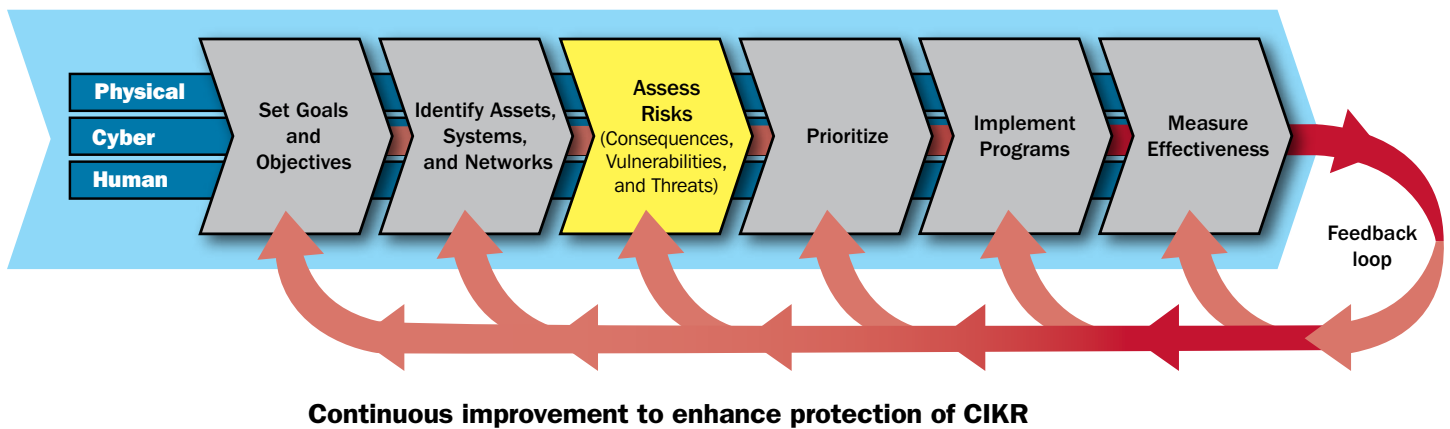 Physical
Cyber
Human
Set Goals
and
Objectives
Identify Assets,
Systems,
and Networks
Assess
Risks
(Consequences,
Vulnerabilities,
and Threats)
Prioritize
Implement
Programs
Measure
Effectiveness
Feedback
loop
Continuous improvement to enhance protection of CIKR